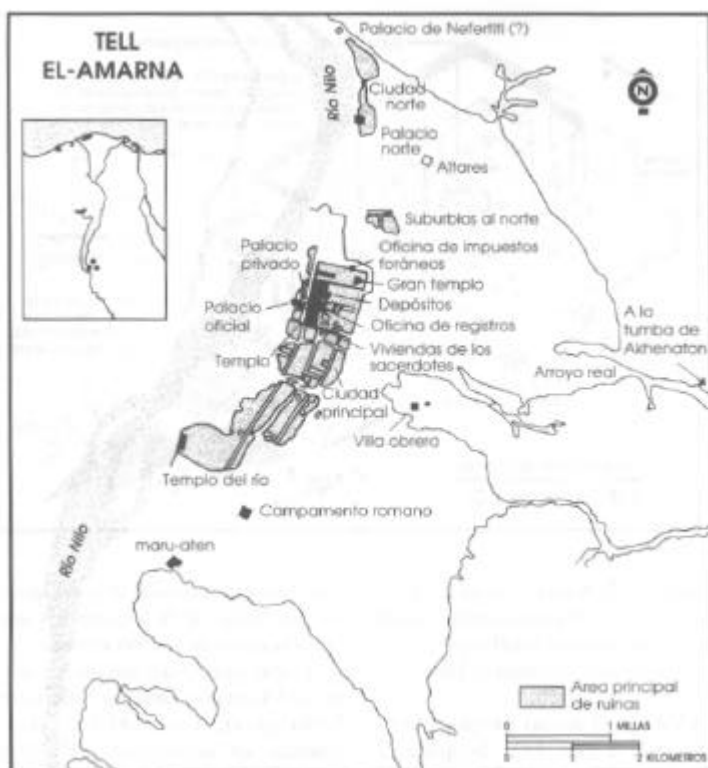 TELL
EL-AMARNA
Palacio de Nefertiti (?)
Río Nilo
Ciudad
norte
N
Palacio
norte
Altares
Suburbios al norte
Palacio
privado
Oficina de impuestos
foráneos
Gran templo
Palacio
oficial
Depósitos
Oficina de registros
A la
tumba de
Akhenaton
Templo
Viviendas de los
sacerdotes
Arroyo real
Ciudad
principal
Villa obrera
Templo del río
Campamento romano
Río Nilo
maru-aten
Area principal
de ruinas
0 1 MILLAS
0 1 2 KILOMETROS